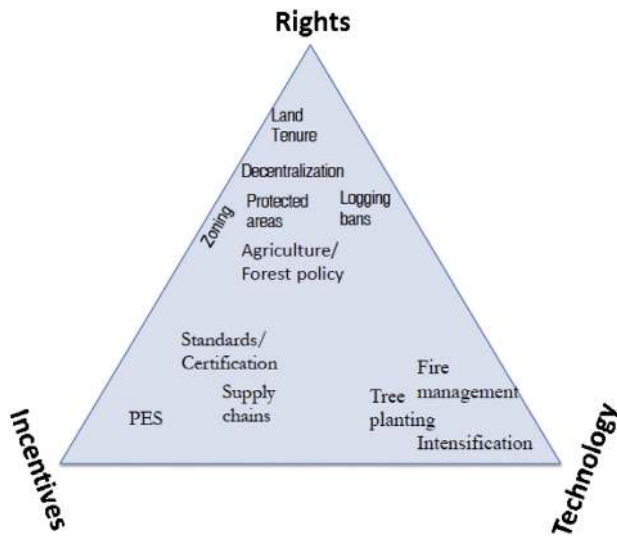 Rights
Land
Tenure
Decentralization
Protected
areas
Logging
bans
Zoning
Agriculture/
Forest policy
Standards/
Certification
Supply
chains
PES
Fire
management
Tree
planting
Intensification
Incentives
Technology